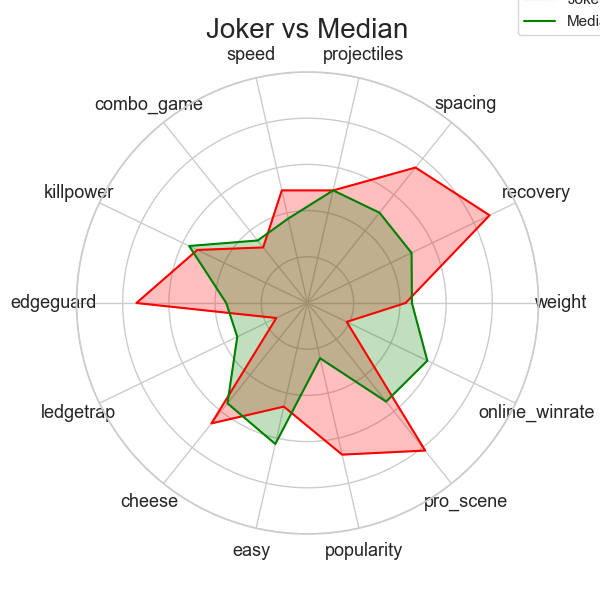 Joker vs Median
speed
projectiles
combo_game
spacing
killpower
recovery
edgeguard
weight
ledgetrap
online_winrate
cheese
pro_scene
easy
popularity